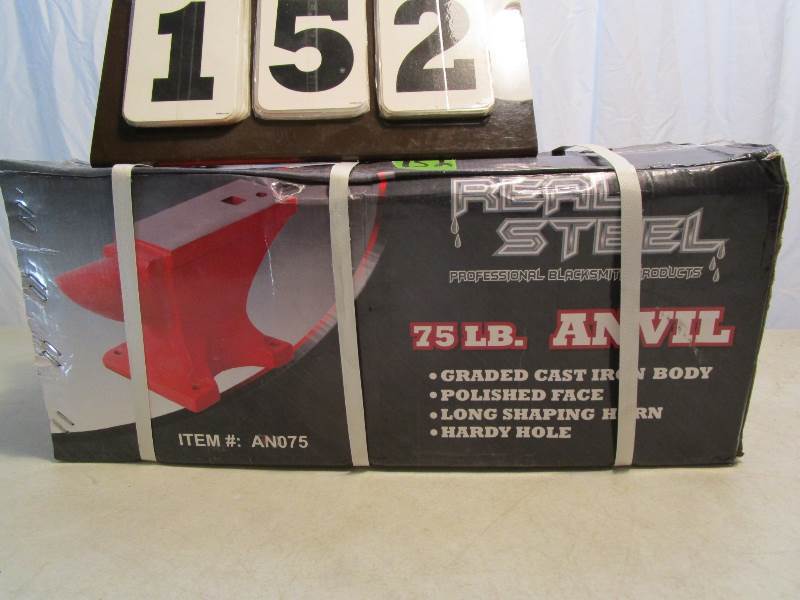 152
152
REAL
STEEL
PROFESSIONAL BLACKSMITH PRODUCTS
75 LB. ANVIL
• GRADED CAST IRON BODY
• POLISHED FACE
• LONG SHAPING HORN
• HARDY HOLE
ITEM #: AN075